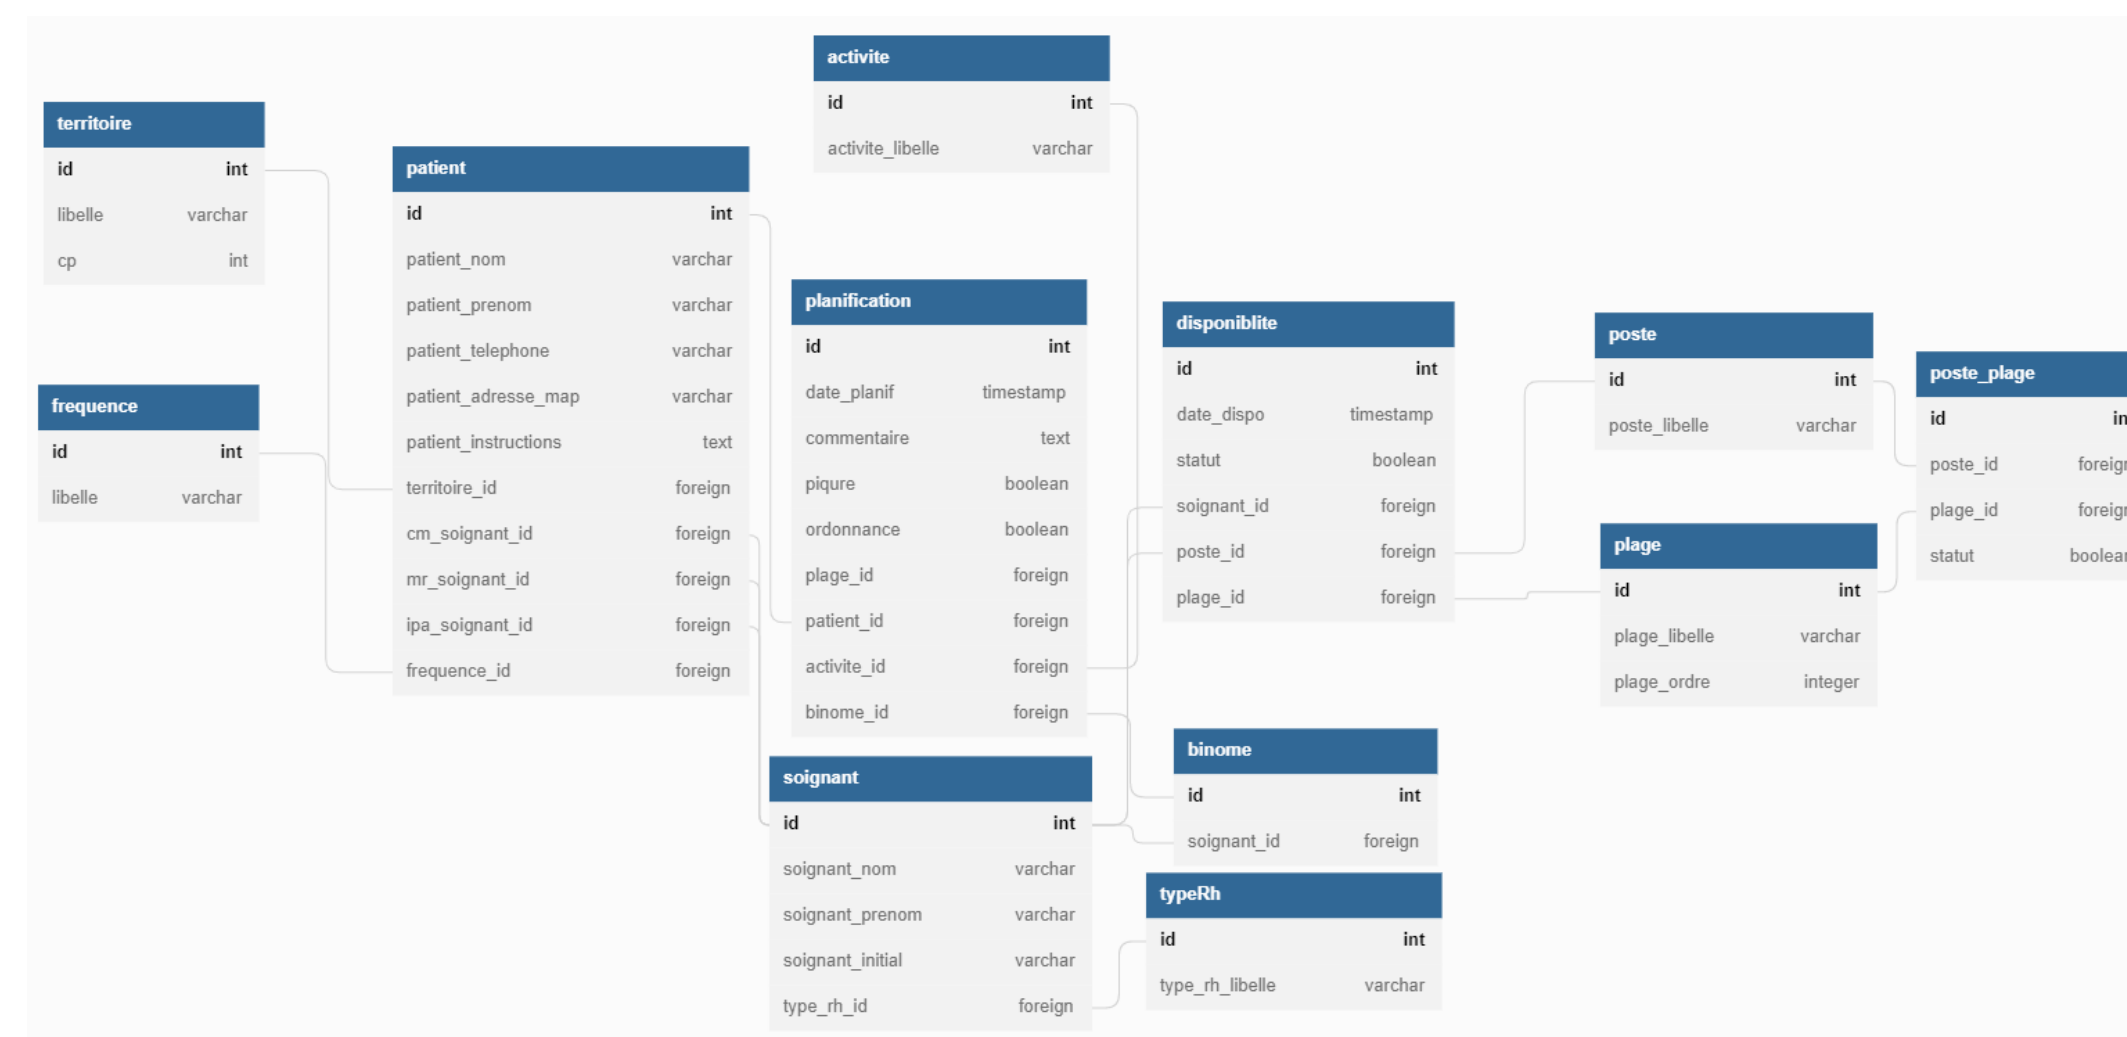 activite
id int
activite_libelle varchar
territoire
id int
libelle varchar
cp int
patient
id int
patient_nom varchar
patient_prenom varchar
patient_telephone varchar
patient_adresse_map varchar
patient_instructions text
territoire_id foreign
cm_soignant_id foreign
mr_soignant_id foreign
ipa_soignant_id foreign
frequence_id foreign
frequence
id int
libelle varchar
planification
id int
date_planif timestamp
commentaire text
piqure boolean
ordonnance boolean
plage_id foreign
patient_id foreign
activite_id foreign
binome_id foreign
disponiblite
id int
date_dispo timestamp
statut boolean
soignant_id foreign
poste_id foreign
plage_id foreign
poste
id int
poste_libelle varchar
poste_plage
id in
poste_id foreign
plage_id foreign
statut boolean
plage
id int
plage_libelle varchar
plage_ordre integer
binome
id int
soignant_id foreign
soignant
id int
soignant_nom varchar
soignant_prenom varchar
soignant_initial varchar
type_rh_id foreign
typeRh
id int
type_rh_libelle varchar